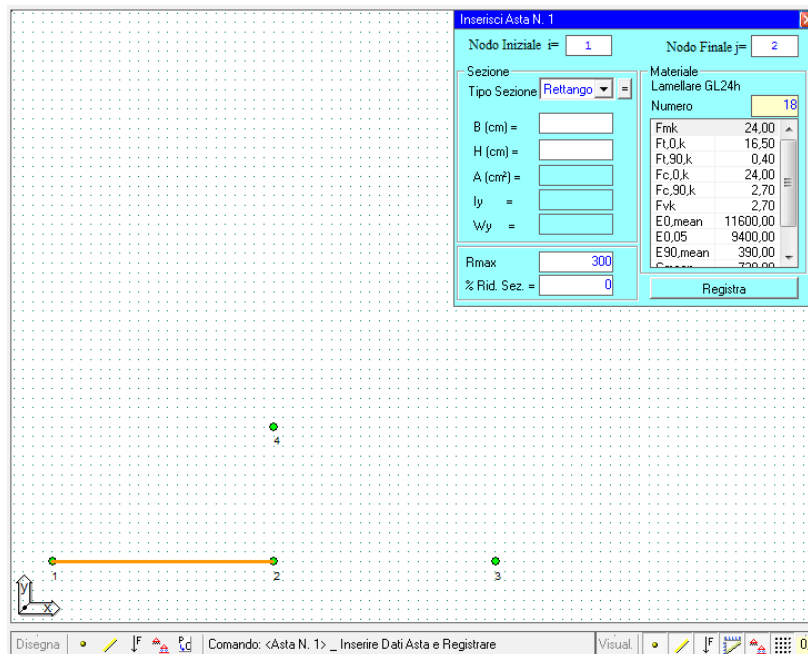 Inserisci Asta N. 1
Nodo Iniziale i= 1
Nodo Finale j= 2
Sezione
Tipo Sezione Rettango =
B (cm) =
H (cm) =
A (cm²) =
Iy =
Wy =
Rmax 300
% Rid. Sez. = 0
Materiale
Lamellare GL24h
Numero 18
Fmk 24,00
Ft,0,k 16,50
Ft,90,k 0,40
Fc,0,k 24,00
Fc,90,k 2,70
Fvk 2,70
E0,mean 11600,00
E0,05 9400,00
E90,mean 390,00
Registra
4
1 2 3
y
x
Disegna F Comando: <Asta N. 1> _ Inserire Dati Asta e Registrare Visual. F 0